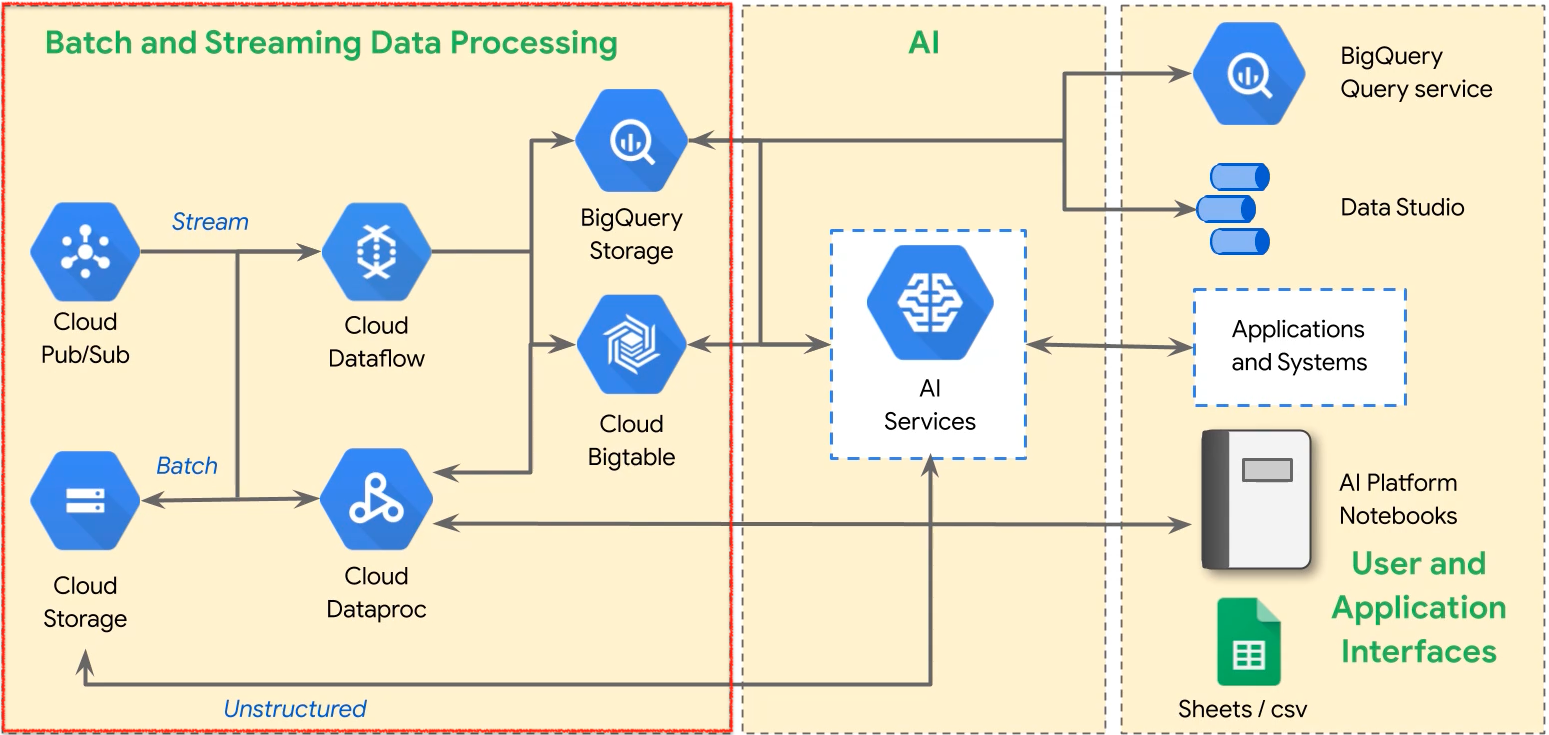 Batch and Streaming Data Processing
AI
BigQuery
Query service
BigQuery
Storage
Data Studio
Stream
Cloud
Pub/Sub
Cloud
Dataflow
Cloud
Bigtable
AI
Services
Applications
and Systems
Batch
Cloud
Storage
Cloud
Dataproc
AI Platform
Notebooks
User and
Application
Interfaces
Unstructured
Sheets / csv